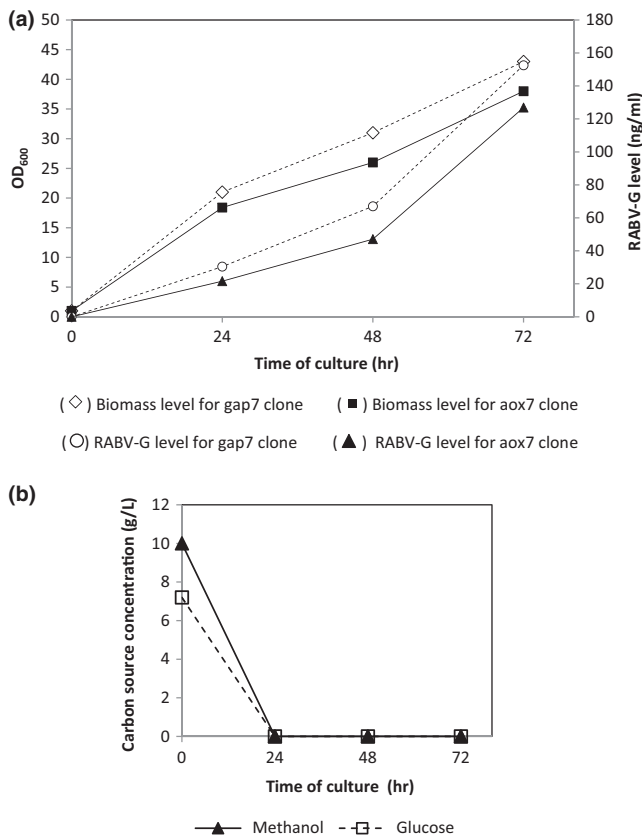 (a)
50
45
40
35
30
25
20
15
10
5
0
OD600
180
160
140
120
100
80
60
40
20
0
RABV-G level (ng/ml)
0 24 48 72
Time of culture (hr)
(◇) Biomass level for gap7 clone (■) Biomass level for aox7 clone
(○) RABV-G level for gap7 clone (▲) RABV-G level for aox7 clone
(b)
12
10
8
6
4
2
0
Carbon source concentration (g/L)
0 24 48 72
Time of culture (hr)
Methanol Glucose